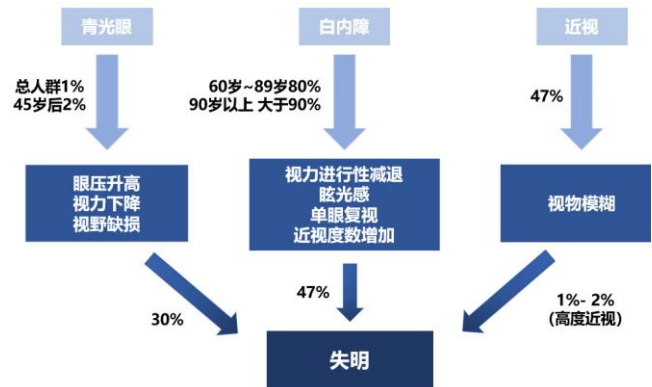 青光眼
白内障
近视
总人群1%
45岁后2%
60岁~89岁80%
90岁以上 大于90%
47%
眼压升高
视力下降
视野缺损
视力进行性减退
眩光感
单眼复视
近视度数增加
视物模糊
30%
47%
1%- 2%
(高度近视)
失明